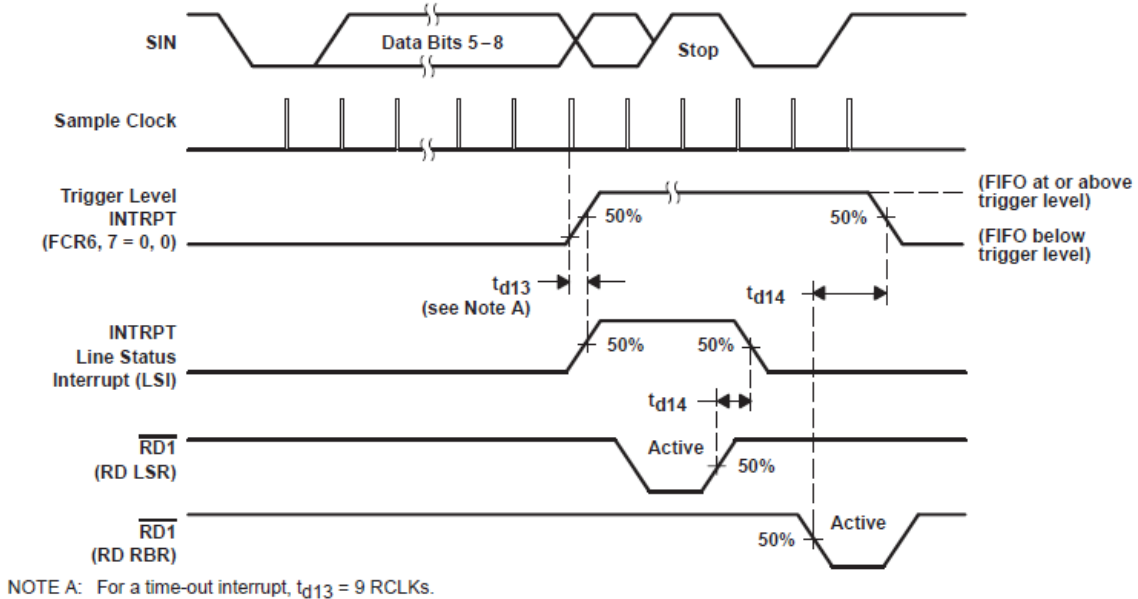 SIN
Data Bits 5–8
Stop
Sample Clock
Trigger Level
INTRPT
(FCR6, 7 = 0, 0)
50%
50%
(FIFO at or above
trigger level)
(FIFO below
trigger level)
td13
(see Note A)
td14
INTRPT
Line Status
Interrupt (LSI)
50%
50%
td14
RD1
(RD LSR)
Active
50%
RD1
(RD RBR)
50%
Active
NOTE A: For a time-out interrupt, td13 = 9 RCLKs.